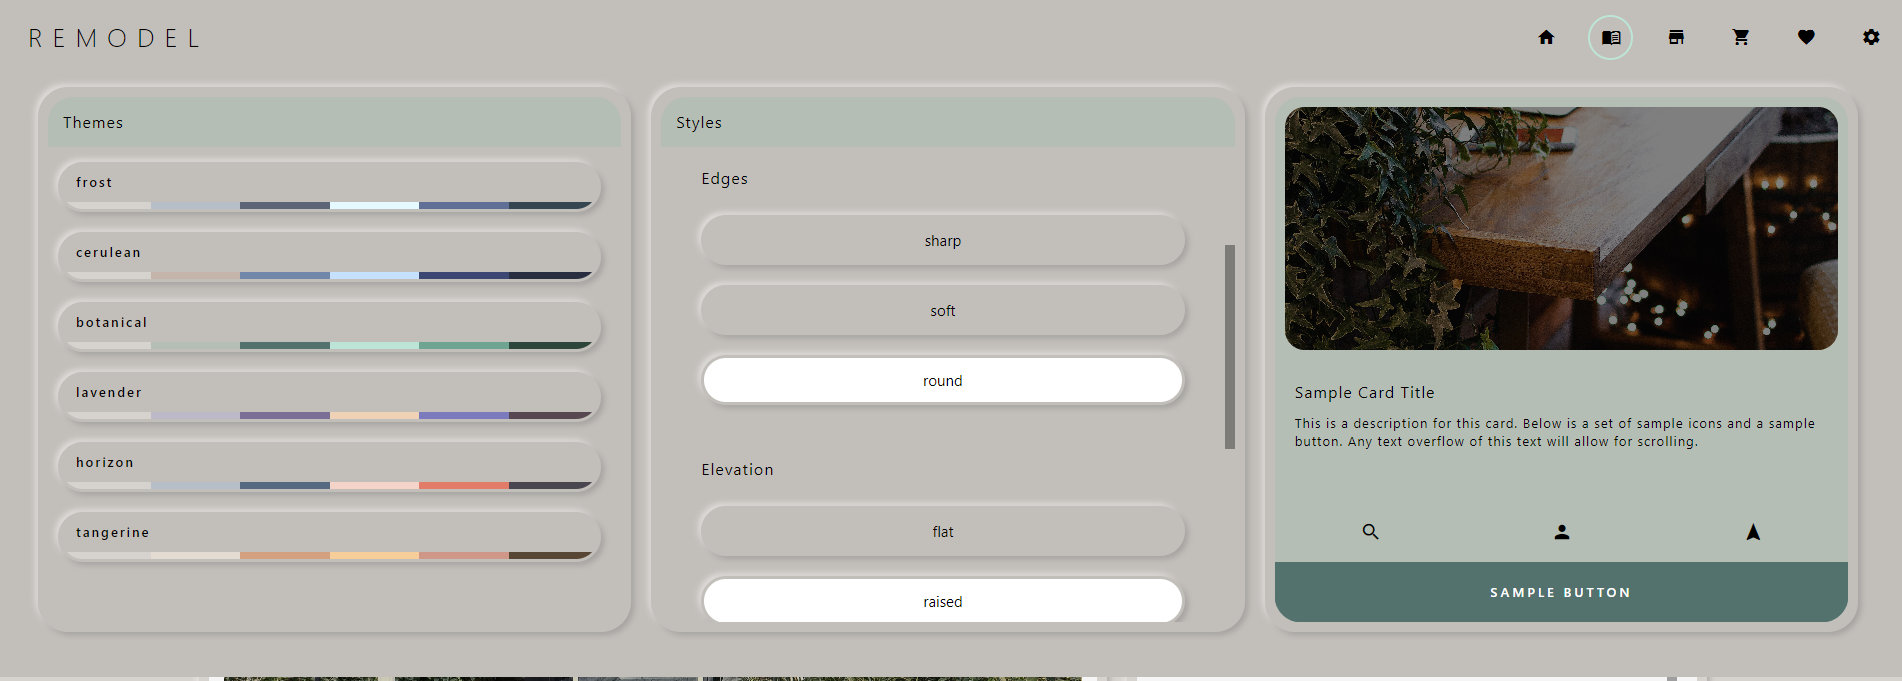 REMODEL
Themes
frost
cerulean
botanical
lavender
horizon
tangerine
Styles
Edges
sharp
soft
round
Elevation
flat
raised
Sample Card Title
This is a description for this card. Below is a set of sample icons and a sample
button. Any text overflow of this text will allow for scrolling.
SAMPLE BUTTON